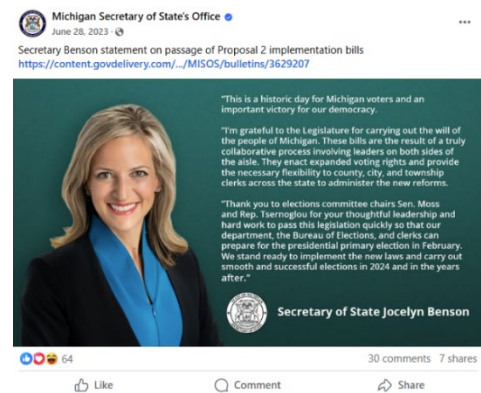 Michigan Secretary of State's Office
June 28, 2023 ·
Secretary Benson statement on passage of Proposal 2 implementation bills
https://content.govdelivery.com/.../MISOS/bulletins/3629207
"This is a historic day for Michigan voters and an
important victory for our democracy.
"I'm grateful to the Legislature for carrying out the will of
the people of Michigan. These bills are the result of a truly
collaborative process involving leaders on both sides of
the aisle. They enact expanded voting rights and provide
the necessary flexibility to county, city, and township
clerks across the state to administer the new reforms.
"Thank you to elections committee chairs Sen. Moss
and Rep. Tsernoglou for your thoughtful leadership and
hard work to pass this legislation quickly so that our
department, the Bureau of Elections, and clerks can
prepare for the presidential primary election in February.
We stand ready to implement the new laws and carry out
smooth and successful elections in 2024 and in the years
after."
Secretary of State Jocelyn Benson
64
30 comments 7 shares
Like Comment Share